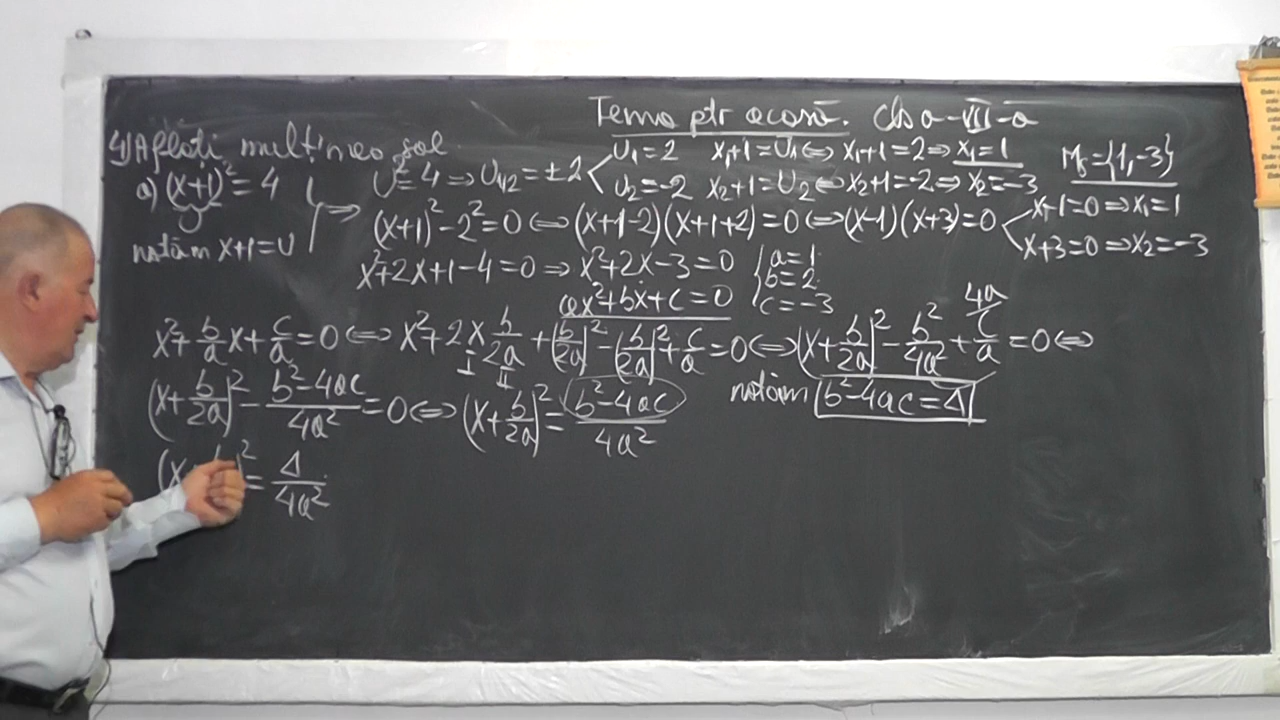 Tema ptr acasă. Cls a-VII-a
4) Aflați mulțimea sol.
a) (x+1)² = 4
notăm x+1=U
U²=4 ⇒ U₁,₂ = ±2
U₁=2 x₁+1=U₁ ⇔ x₁+1=2 ⇒ x₁=1
U₂=-2 x₂+1=U₂ ⇔ x₂+1=-2 ⇒ x₂=-3
M₁={1,-3}
⇒ (x+1)²-2²=0 ⇔ (x+1-2)(x+1+2)=0 ⇔ (x-1)(x+3)=0
x+1=0 ⇒ x₁=1
x+3=0 ⇒ x₂=-3
x²+2x+1-4=0 ⇒ x²+2x-3=0
a=1
b=2
c=-3
ax²+bx+c=0
x²+b/a x+c/a=0 ⇔ x²+2x b/2a+(b/2a)²-(b/2a)²+c/a=0 ⇔ (x+b/2a)²-b²/4a²+4a/ c/a=0 ⇔
I II
(x+b/2a)²-b²-4ac/4a²=0 ⇔ (x+b/2a)²=b²-4ac/4a²
notăm b²-4ac=Δ
(x )²=Δ/4a²